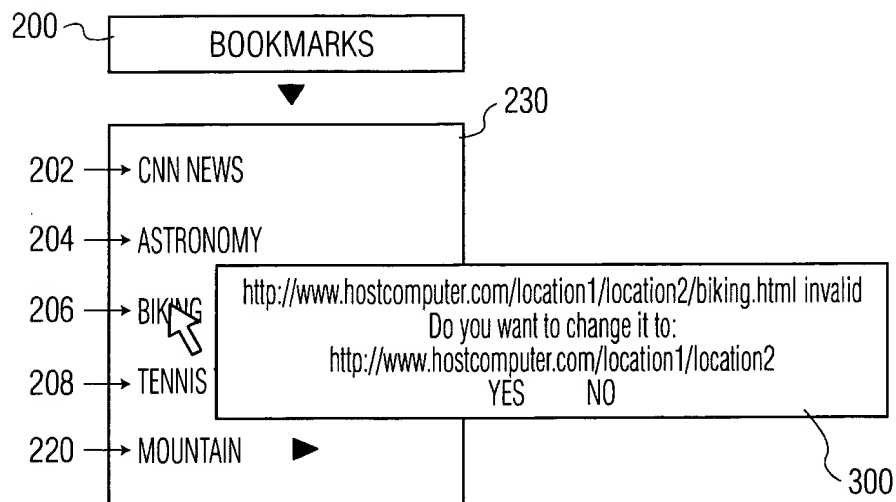 200
BOOKMARKS
230
202
CNN NEWS
204
ASTRONOMY
http://www.hostcomputer.com/location1/location2/biking.html invalid
206
BIKING
Do you want to change it to:
http://www.hostcomputer.com/location1/location2
208
TENNIS
YES NO
220
MOUNTAIN
300